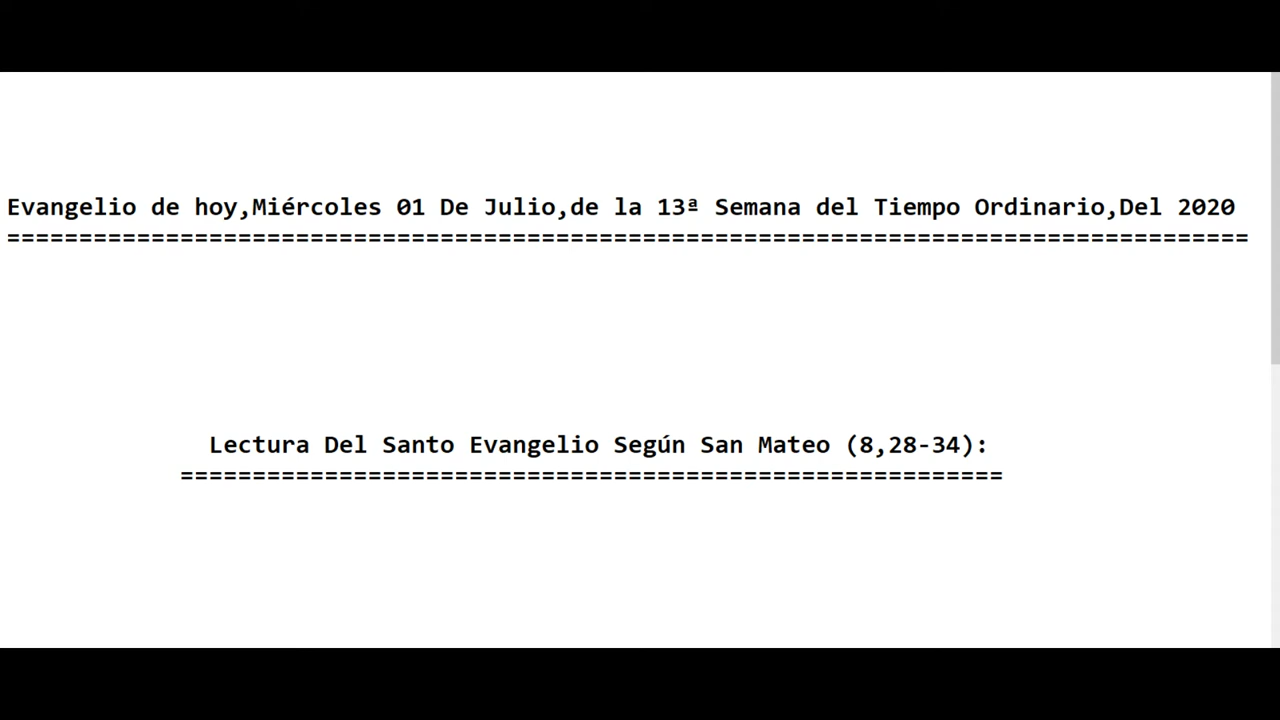 Evangelio de hoy,Miércoles 01 De Julio,de la 13ª Semana del Tiempo Ordinario,Del 2020
======================================================================================
Lectura Del Santo Evangelio Según San Mateo (8,28-34):
=========================================================